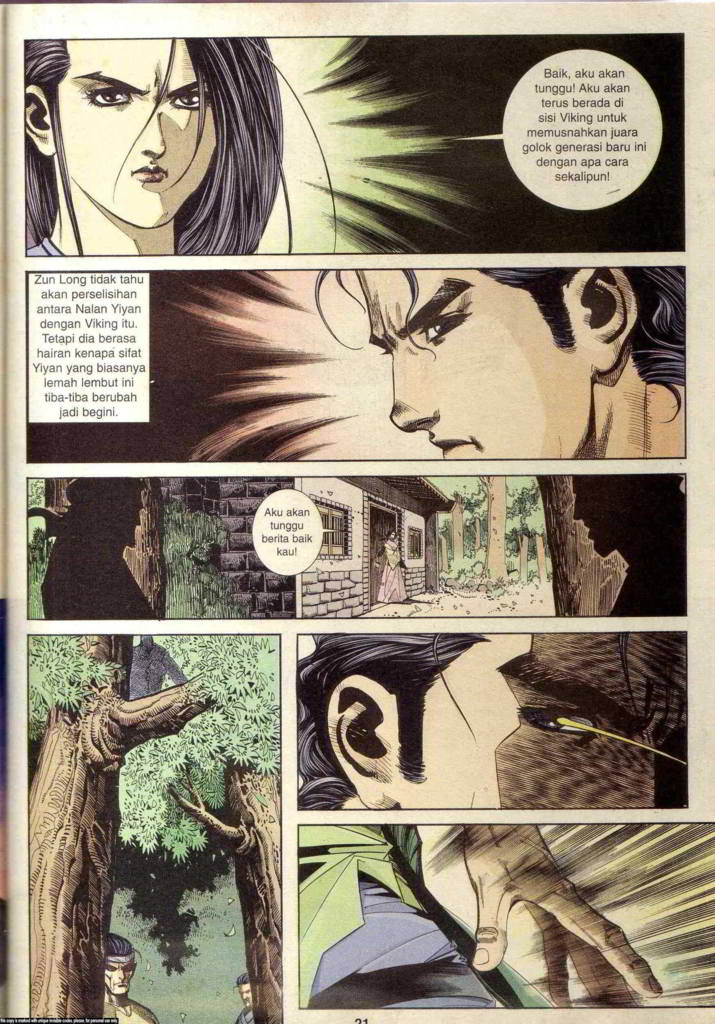 Baik, aku akan
tunggu! Aku akan
terus berada di
sisi Viking untuk
memusnahkan juara
golok generasi baru ini
dengan apa cara
sekalipun!
Zun Long tidak tahu
akan perselisihan
antara Nalan Yiyan
dengan Viking itu.
Tetapi dia berasa
hairan kenapa sifat
Yiyan yang biasanya
lemah lembut ini
tiba-tiba berubah
jadi begini.
Aku akan
tunggu
berita baik
kau!
21